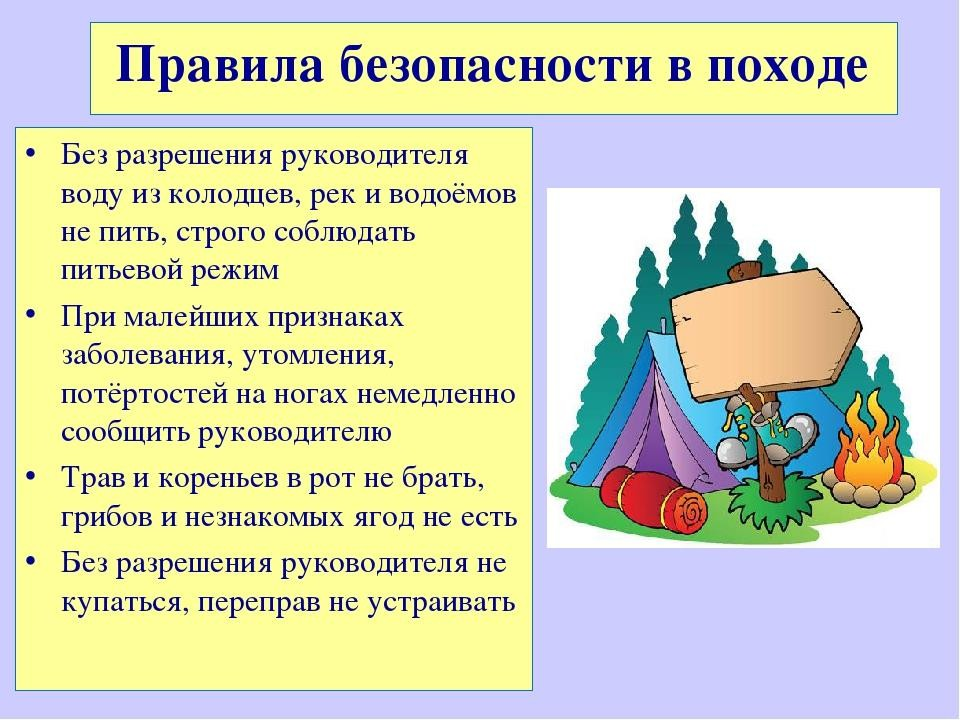 Правила безопасности в походе
• Без разрешения руководителя
воду из колодцев, рек и водоёмов
не пить, строго соблюдать
питьевой режим
• При малейших признаках
заболевания, утомления,
потёртостей на ногах немедленно
сообщить руководителю
• Трав и кореньев в рот не брать,
грибов и незнакомых ягод не есть
• Без разрешения руководителя не
купаться, переправ не устраивать